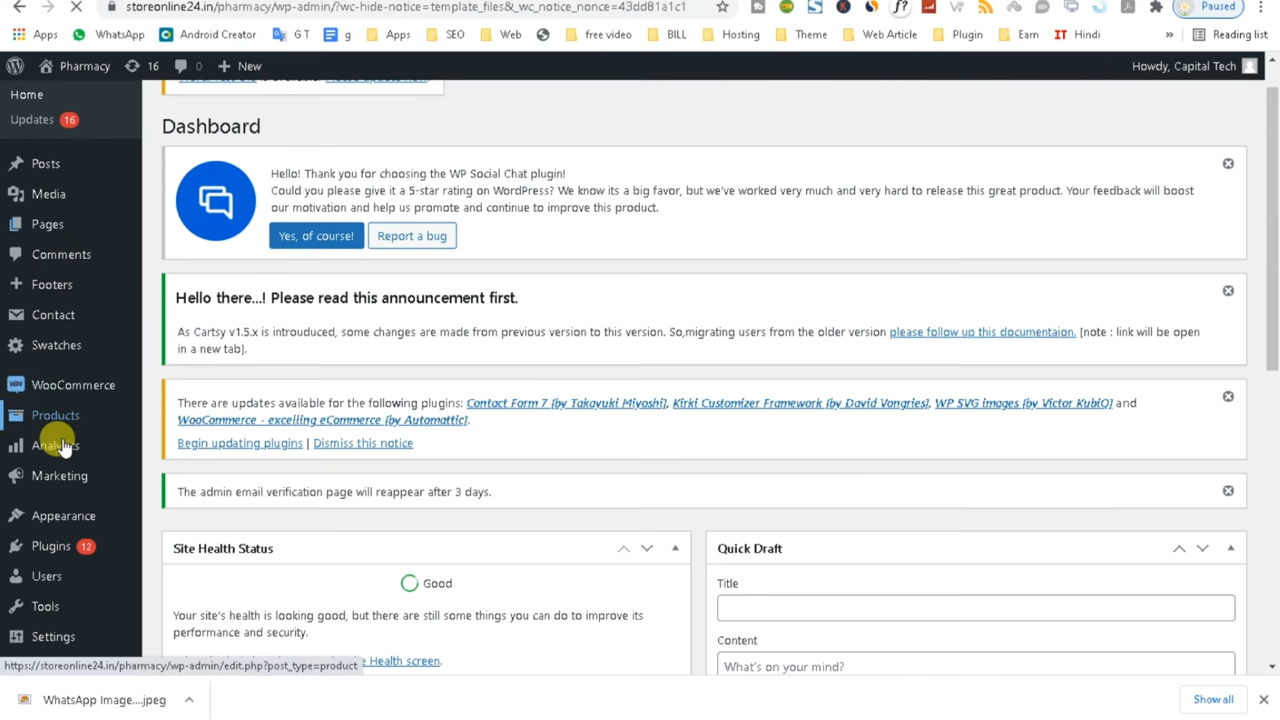 storeonline24.in/pharmacy/wp-admin/?wc-hide-notice=template_files&_wc_notice_nonce=43dd81a1c1
Paused
Apps
WhatsApp
Android Creator
G T
g
Apps
SEO
Web
free video
BILL
Hosting
Theme
Web Article
Plugin
Earn
IT Hindi
»
Reading list
Pharmacy
16
0
+ New
Howdy, Capital Tech
Home
Updates 16
Posts
Media
Pages
Comments
Footers
Contact
Swatches
WooCommerce
Products
Analytics
Marketing
Appearance
Plugins 12
Users
Tools
Settings
Dashboard
Hello! Thank you for choosing the WP Social Chat plugin!
Could you please give it a 5-star rating on WordPress? We know its a big favor, but we've worked very much and very hard to release this great product. Your feedback will boost
our motivation and help us promote and continue to improve this product.
Yes, of course!
Report a bug
Hello there...! Please read this announcement first.
As Cartsy v1.5.x is introuduced, some changes are made from previous version to this version. So,migrating users from the older version please follow up this documentaion. [note : link will be open
in a new tab].
There are updates available for the following plugins: Contact Form 7 [by Takayuki Miyoshi], Kirki Customizer Framework [by David Vongries], WP SVG images [by Victor KubiQ] and
WooCommerce - excelling eCommerce [by Automattic].
Begin updating plugins | Dismiss this notice
The admin email verification page will reappear after 3 days.
Site Health Status
Good
Your site's health is looking good, but there are still some things you can do to improve its
performance and security.
Health screen.
Quick Draft
Title
Content
What's on your mind?
https://storeonline24.in/pharmacy/wp-admin/edit.php?post_type=product
WhatsApp Image....jpeg
Show all